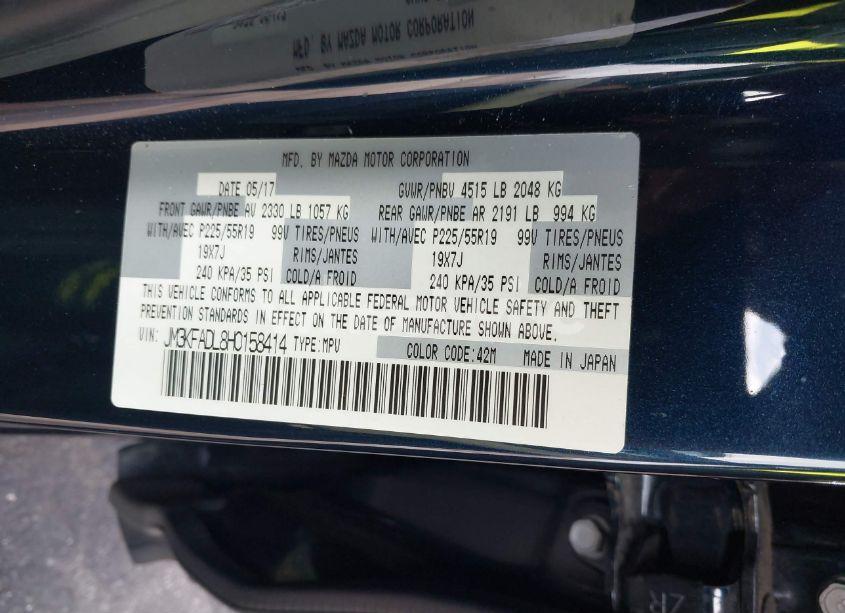 MFD. BY MAZDA MOTOR CORPORATION
DATE 05/17 GVWR/PNBV 4515 LB 2048 KG
FRONT GAWR/PNBE AV 2330 LB 1057 KG REAR GAWR/PNBE AR 2191 LB 994 KG
WITH/AVEC P225/55R19 99V TIRES/PNEUS WITH/AVEC P225/55R19 99V TIRES/PNEUS
19X7J RIMS/JANTES 19X7J RIMS/JANTES
240 KPA/35 PSI COLD/A FROID 240 KPA/35 PSI COLD/A FROID
THIS VEHICLE CONFORMS TO ALL APPLICABLE FEDERAL MOTOR VEHICLE SAFETY AND THEFT
PREVENTION STANDARDS IN EFFECT ON THE DATE OF MANUFACTURE SHOWN ABOVE.
VIN: JM3KFADL8H0158414 TYPE:MPV COLOR CODE:42M MADE IN JAPAN